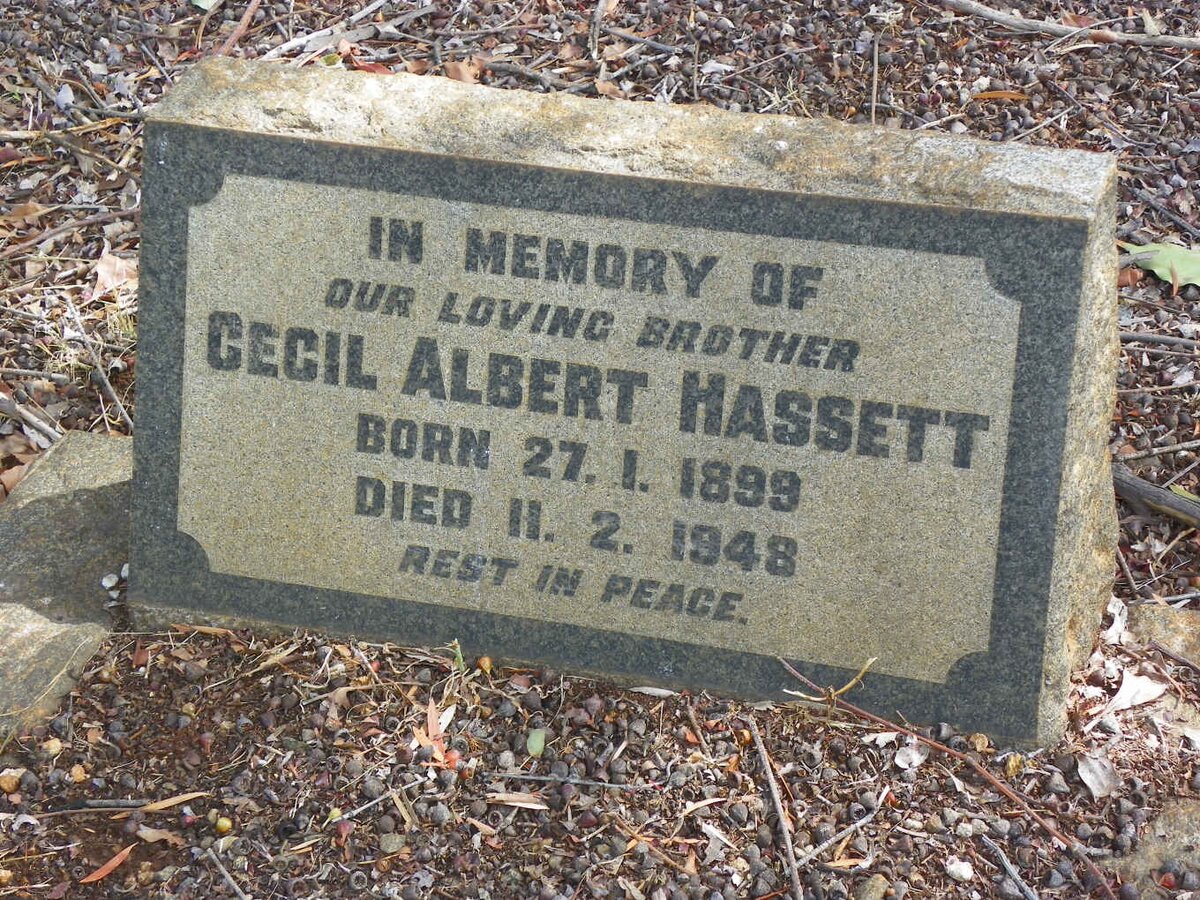 IN MEMORY OF
OUR LOVING BROTHER
CECIL ALBERT HASSETT
BORN 27. 1. 1899
DIED 11. 2. 1948
REST IN PEACE.